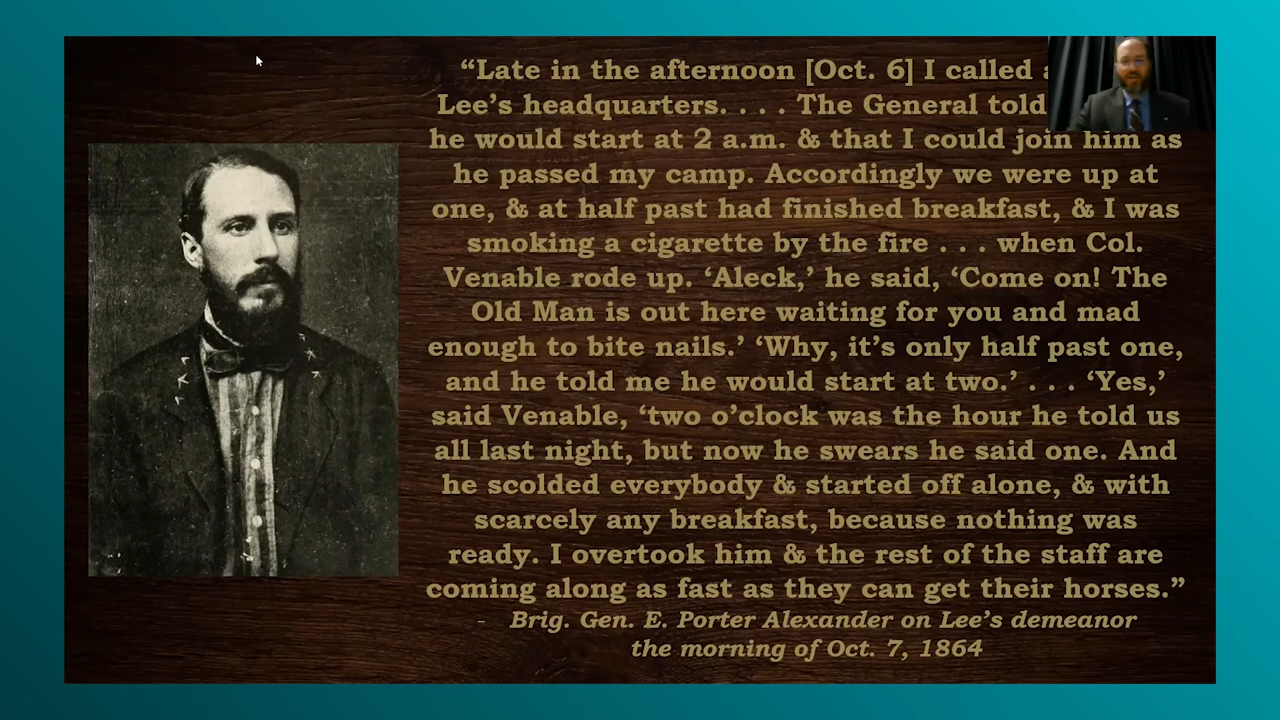 “Late in the afternoon [Oct. 6] I called
Lee’s headquarters. . . . The General told
he would start at 2 a.m. & that I could join him as
he passed my camp. Accordingly we were up at
one, & at half past had finished breakfast, & I was
smoking a cigarette by the fire . . . when Col.
Venable rode up. ‘Aleck,’ he said, ‘Come on! The
Old Man is out here waiting for you and mad
enough to bite nails.’ ‘Why, it’s only half past one,
and he told me he would start at two.’ . . . ‘Yes,’
said Venable, ‘two o’clock was the hour he told us
all last night, but now he swears he said one. And
he scolded everybody & started off alone, & with
scarcely any breakfast, because nothing was
ready. I overtook him & the rest of the staff are
coming along as fast as they can get their horses.”
- Brig. Gen. E. Porter Alexander on Lee’s demeanor
the morning of Oct. 7, 1864